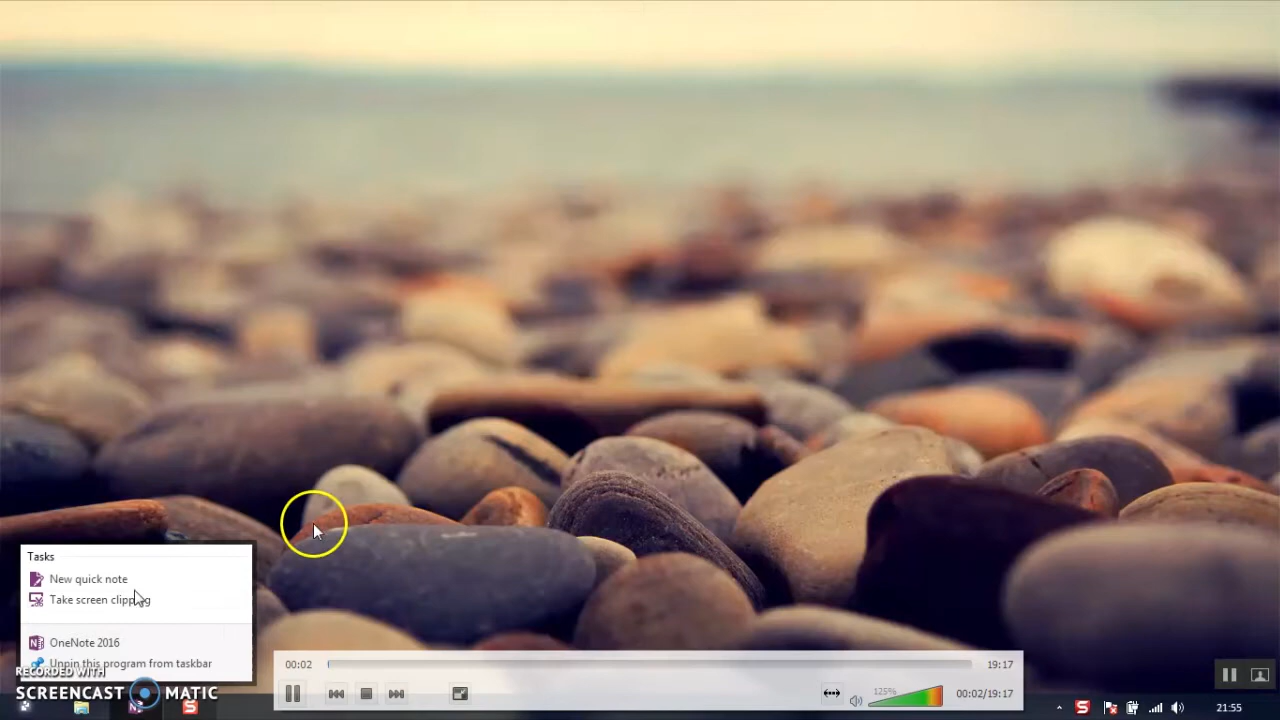 Tasks
New quick note
Take screen clipping
OneNote 2016
Unpin this program from taskbar
RECORDED WITH
SCREENCAST MATIC
00:02
19:17
125%
00:02/19:17
21:55